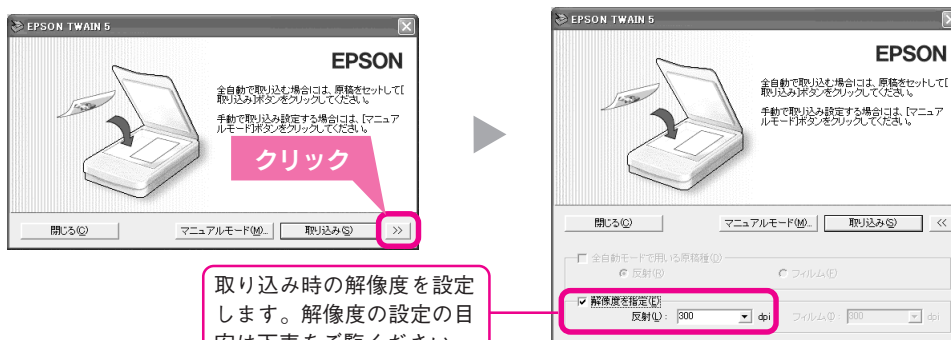 EPSON TWAIN 5
EPSON
全自動で取り込む場合には、原稿をセットして[
取り込み]ボタンをクリックしてください。
手動で取り込み設定する場合には、[マニュア
ルモード]ボタンをクリックしてください。
クリック
閉じる(C)
マニュアルモード(M)...
取り込み(S)
>>
取り込み時の解像度を設定
します。解像度の設定の目
安は下表をご覧ください。
EPSON TWAIN 5
EPSON
全自動で取り込む場合には、原稿をセットして[
取り込み]ボタンをクリックしてください。
手動で取り込み設定する場合には、[マニュア
ルモード]ボタンをクリックしてください。
閉じる(C)
マニュアルモード(M)...
取り込み(S)
<<
全自動モードで用いる原稿種(O)
反射(R)
フィルム(F)
解像度を指定(E)
反射(L): 300 dpi
フィルム(I): 300 dpi